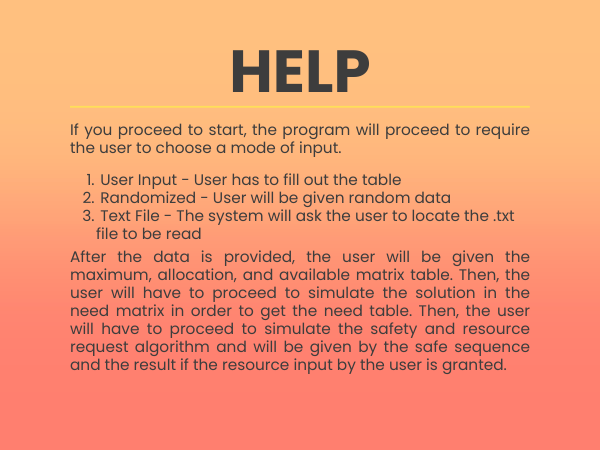 HELP
If you proceed to start, the program will proceed to require
the user to choose a mode of input.
1. User Input - User has to fill out the table
2. Randomized - User will be given random data
3. Text File - The system will ask the user to locate the .txt
file to be read
After the data is provided, the user will be given the
maximum, allocation, and available matrix table. Then, the
user will have to proceed to simulate the solution in the
need matrix in order to get the need table. Then, the user
will have to proceed to simulate the safety and resource
request algorithm and will be given by the safe sequence
and the result if the resource input by the user is granted.